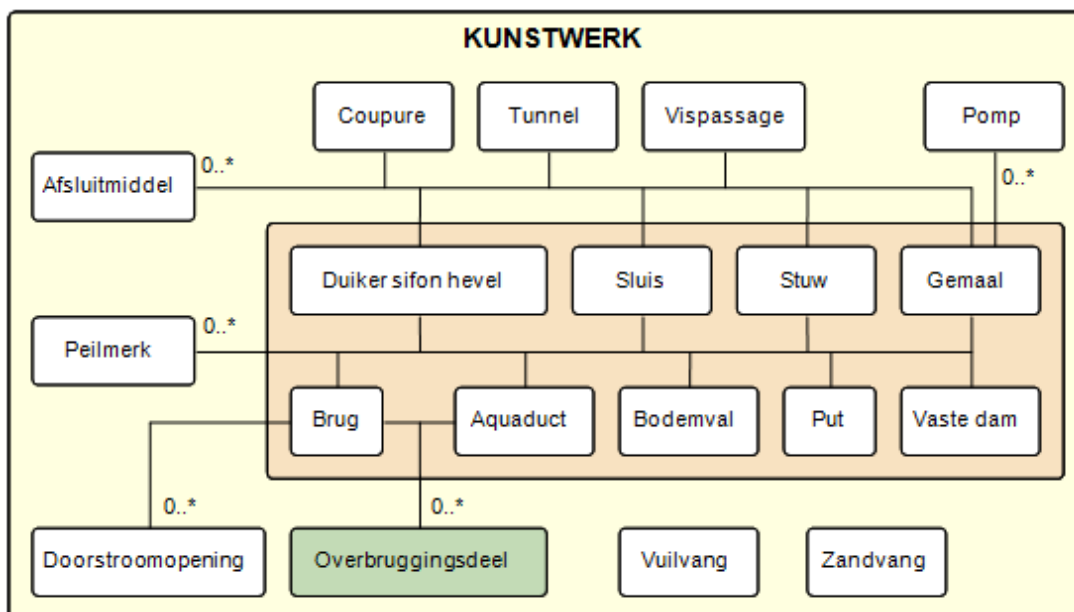 KUNSTWERK
Coupure
Tunnel
Vispassage
Pomp
Afsluitmiddel
0..*
0..*
Duiker sifon hevel
Sluis
Stuw
Gemaal
Peilmerk
0..*
Brug
Aquaduct
Bodemval
Put
Vaste dam
0..*
0..*
Doorstroomopening
Overbruggingsdeel
Vuilvang
Zandvang